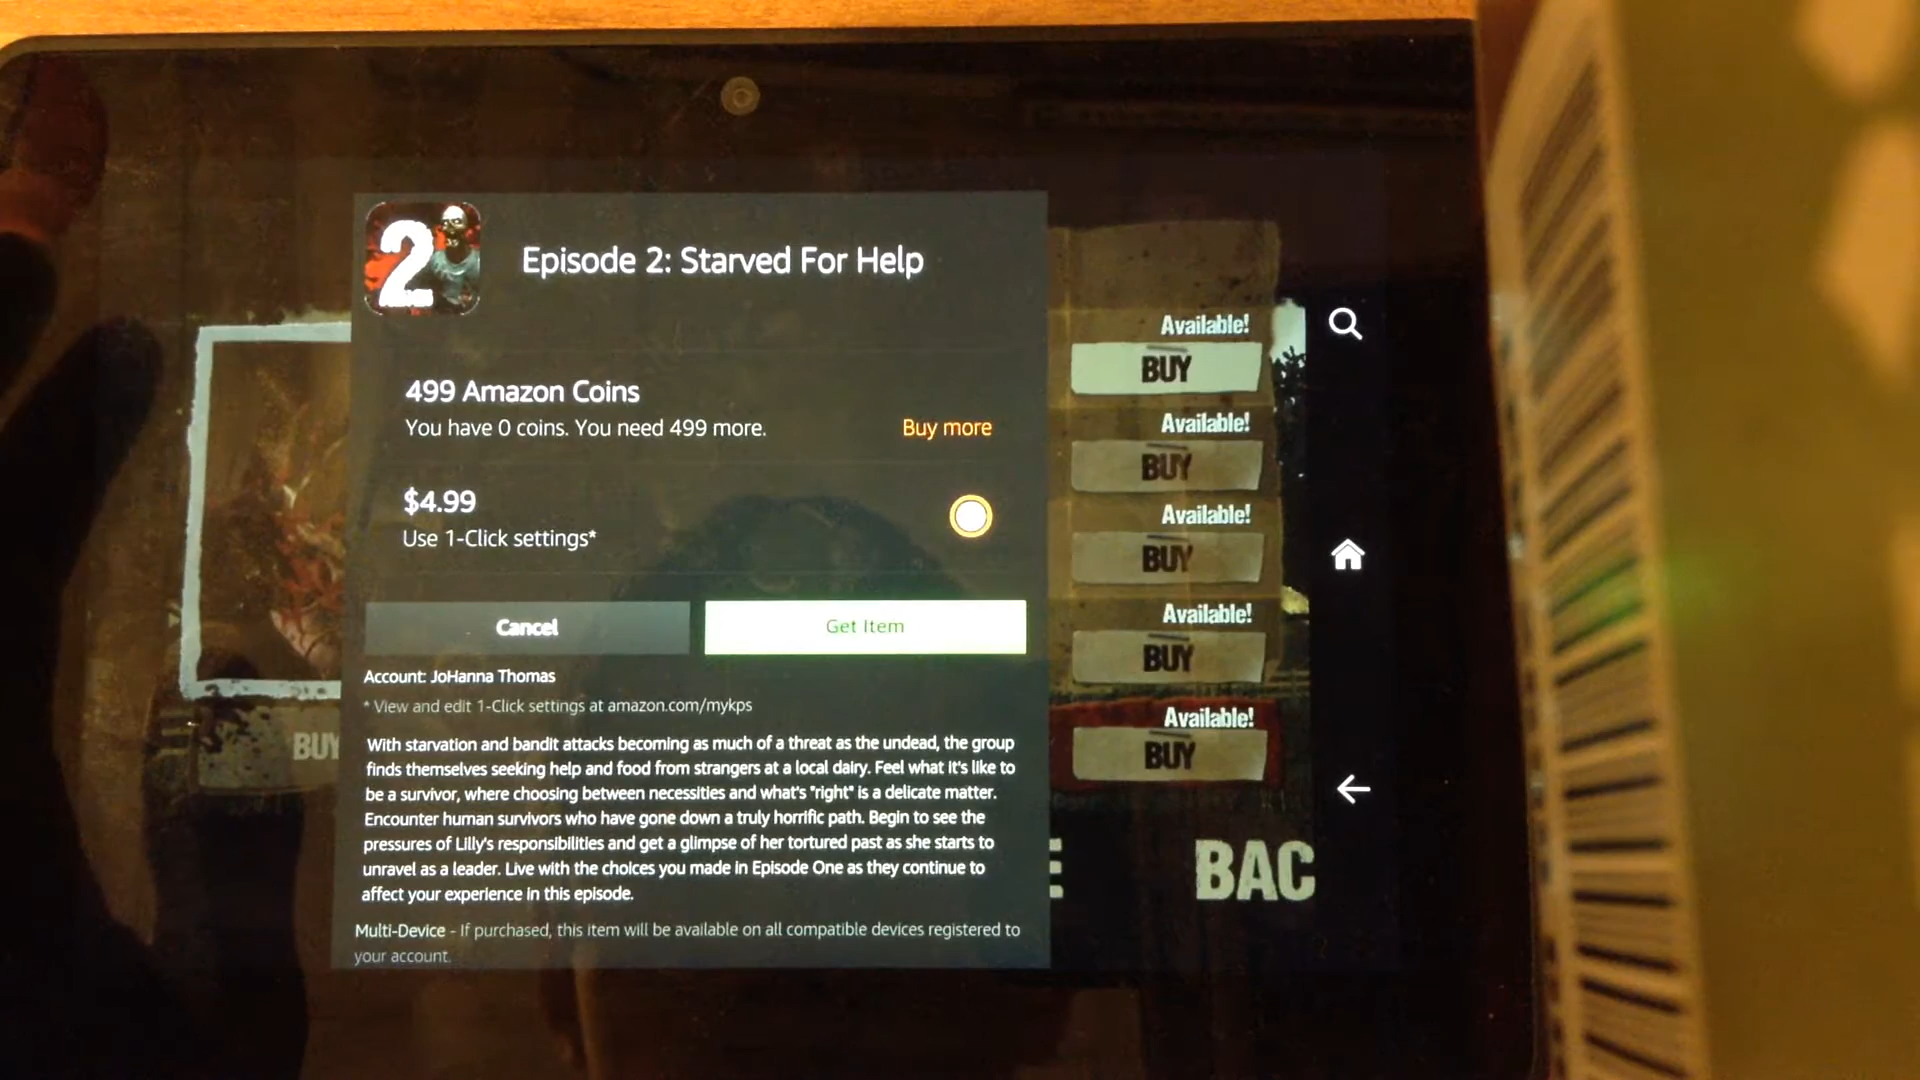 2
Episode 2: Starved For Help
499 Amazon Coins
You have 0 coins. You need 499 more.
Buy more
$4.99
Use 1-Click settings*
Cancel
Get Item
Account: JoHanna Thomas
* View and edit 1-Click settings at amazon.com/mykps
With starvation and bandit attacks becoming as much of a threat as the undead, the group
finds themselves seeking help and food from strangers at a local dairy. Feel what it's like to
be a survivor, where choosing between necessities and what's "right" is a delicate matter.
Encounter human survivors who have gone down a truly horrific path. Begin to see the
pressures of Lilly's responsibilities and get a glimpse of her tortured past as she starts to
unravel as a leader. Live with the choices you made in Episode One as they continue to
affect your experience in this episode.
Multi-Device - If purchased, this item will be available on all compatible devices registered to
your account.
BUY
Available!
BUY
Available!
BUY
Available!
BUY
Available!
BUY
Available!
BUY
E
BAC